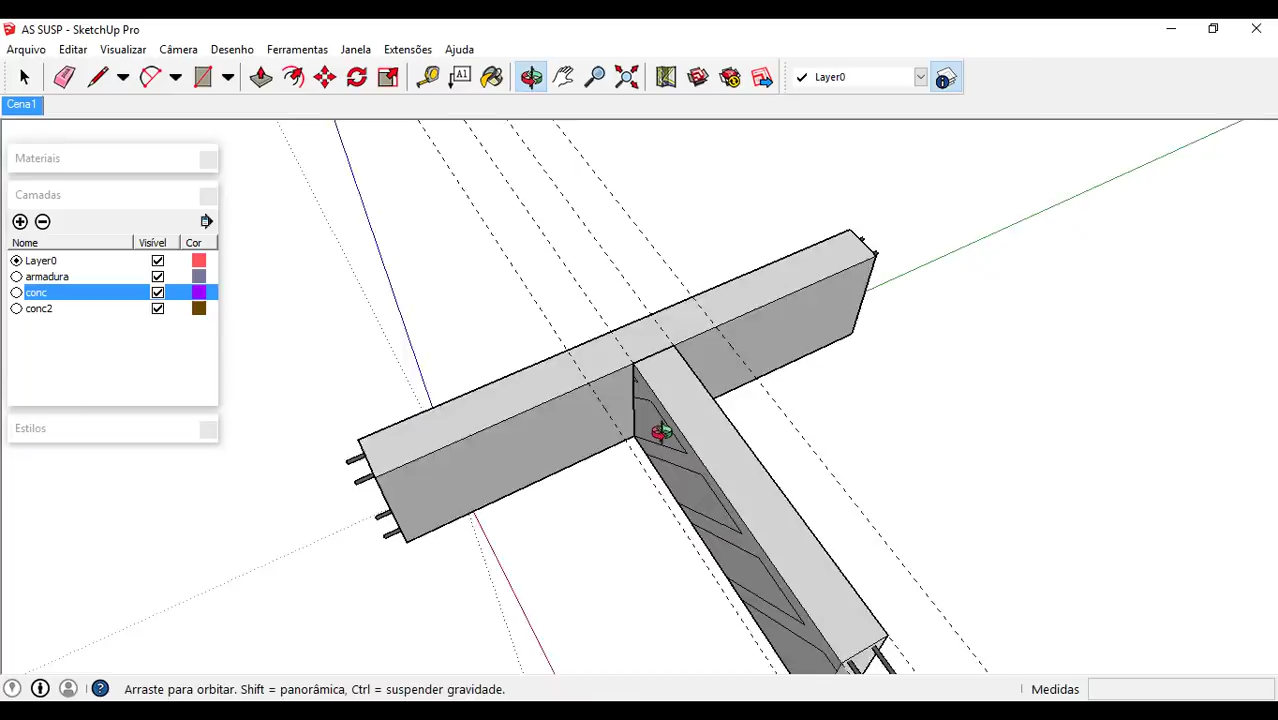 AS SUSP - SketchUp Pro
Arquivo Editar Visualizar Câmera Desenho Ferramentas Janela Extensões Ajuda
A1 Layer0
Cena1
Materiais
Camadas
Nome Visível Cor
Layer0
armadura
conc
conc2
Estilos
Arraste para orbitar. Shift = panorâmica, Ctrl = suspender gravidade. Medidas